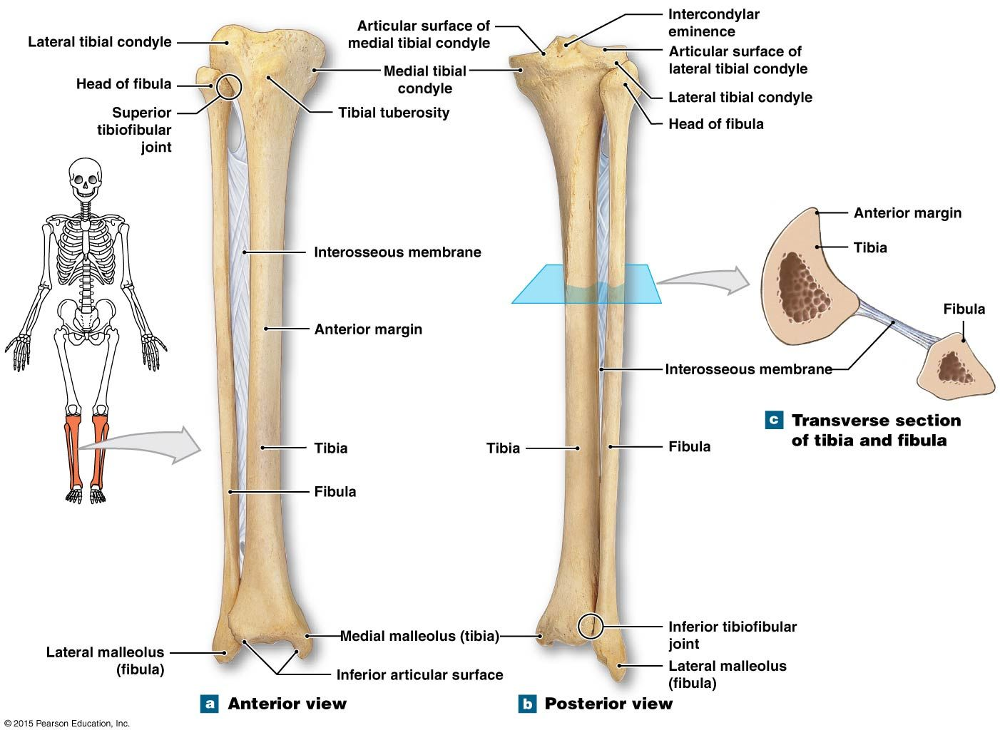 Lateral tibial condyle
Head of fibula
Superior
tibiofibular
joint
Articular surface of
medial tibial condyle
Medial tibial
condyle
Tibial tuberosity
Intercondylar
eminence
Articular surface of
lateral tibial condyle
Lateral tibial condyle
Head of fibula
Interosseous membrane
Anterior margin
Tibia
Fibula
Anterior margin
Tibia
Fibula
Interosseous membrane
c Transverse section
of tibia and fibula
Tibia
Fibula
Medial malleolus (tibia)
Lateral malleolus
(fibula)
Inferior articular surface
Inferior tibiofibular
joint
Lateral malleolus
(fibula)
a Anterior view
b Posterior view
© 2015 Pearson Education, Inc.